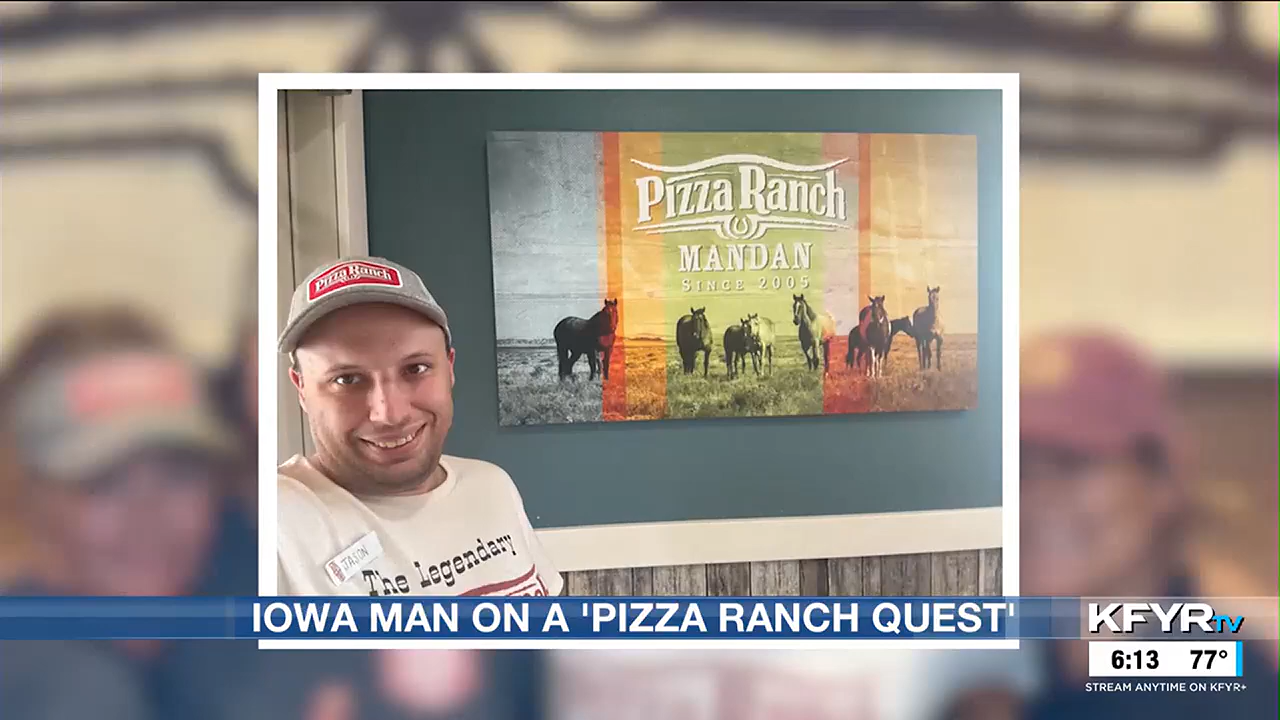 Pizza Ranch
MANDAN
SINCE 2005
Pizza Ranch
JASON
The Legendary
IOWA MAN ON A 'PIZZA RANCH QUEST'
KFYRTV
6:13 77°
STREAM ANYTIME ON KFYR+